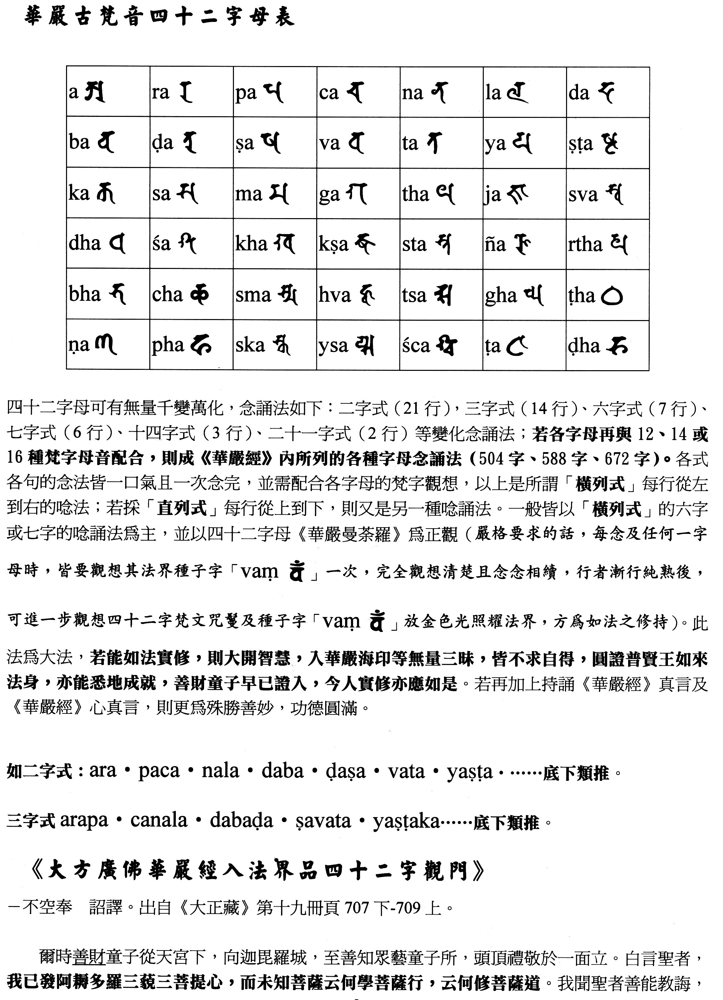 華嚴古梵音四十二字母表
a 𑖀 ra 𑖨 pa 𑖢 ca 𑖓 na 𑖡 la 𑖩 da 𑖟
ba 𑖤 ḍa 𑖚 ṣa 𑖬 va 𑖪 ta 𑖝 ya 𑖧 ṣṭa 𑖬𑖿𑖘
ka 𑖎 sa 𑖭 ma 𑖦 ga 𑖐 tha 𑖞 ja 𑖕 sva 𑖭𑖿𑖪
dha 𑖠 śa 𑖫 kha 𑖏 kṣa 𑖎𑖿𑖬 sta 𑖭𑖿𑖝 ña 𑖗 rtha 𑖨𑖿𑖞
bha 𑖥 cha 𑖔 sma 𑖭𑖿𑖦 hva 𑖮𑖿𑖪 tsa 𑖝𑖿𑖭 gha 𑖑 ṭha 𑖙
ṇa 𑖜 pha 𑖣 ska 𑖭𑖿𑖎 ysa 𑖧𑖿𑖭 śca 𑖫𑖿𑖓 ṭa 𑖘 ḍha 𑖛
四十二字母可有無量千變萬化，念誦法如下：二字式（21 行），三字式（14 行）、六字式（7 行）、
七字式（6 行）、十四字式（3 行）、二十一字式（2 行）等變化念誦法；若各字母再與 12、14 或
16 種梵字母音配合，則成《華嚴經》內所列的各種字母念誦法（504 字、588 字、672 字）。各式
各句的念法皆一口氣且一次念完，並需配合各字母的梵字觀想，以上是所謂「橫列式」每行從左
到右的唸法；若採「直列式」每行從上到下，則又是另一種唸誦法。一般皆以「橫列式」的六字
或七字的唸誦法爲主，並以四十二字母《華嚴曼荼羅》爲正觀（嚴格要求的話，每念及任何一字
母時，皆要觀想其法界種子字「vaṃ 𑖪𑖽」一次，完全觀想清楚且念念相續，行者漸行純熟後，
可進一步觀想四十二字梵文咒鬘及種子字「vaṃ 𑖪𑖽」放金色光照耀法界，方爲如法之修持）。此
法爲大法，若能如法實修，則大開智慧，入華嚴海印等無量三昧，皆不求自得，圓證普賢王如來
法身，亦能悉地成就，善財童子早已證入，今人實修亦應如是。若再加上持誦《華嚴經》真言及
《華嚴經》心真言，則更爲殊勝善妙，功德圓滿。
如二字式：ara・paca・nala・daba・ḍaṣa・vata・yaṣṭa・……底下類推。
三字式 arapa・canala・dabaḍa・ṣavata・yaṣṭaka……底下類推。
《大方廣佛華嚴經入法界品四十二字觀門》
－不空奉　詔譯。出自《大正藏》第十九冊頁 707 下-709 上。
爾時善財童子從天宮下，向迦毘羅城，至善知眾藝童子所，頭頂禮敬於一面立。白言聖者，
我已發阿耨多羅三藐三菩提心，而未知菩薩云何學菩薩行，云何修菩薩道。我聞聖者善能教誨，